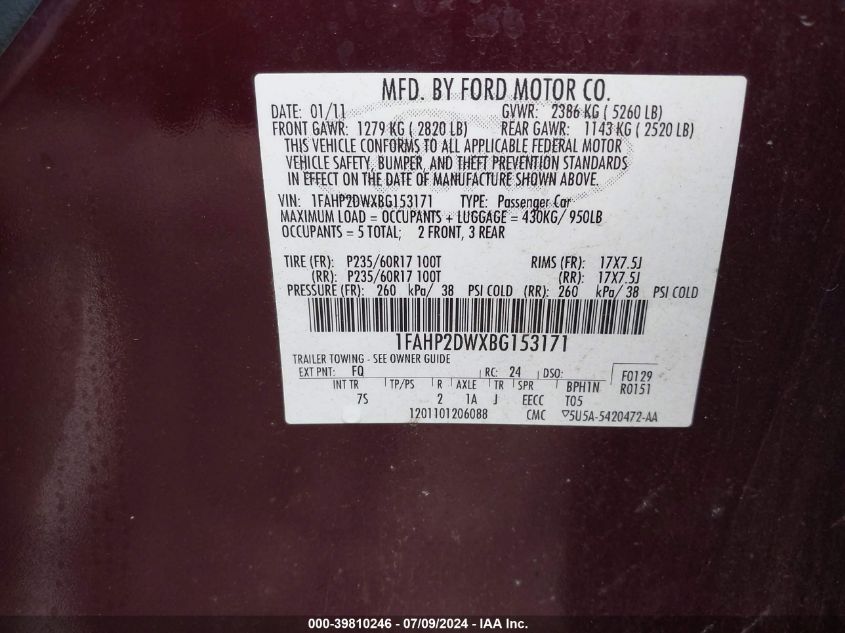 MFD. BY FORD MOTOR CO.
DATE: 01/11 GVWR: 2386 KG ( 5260 LB)
FRONT GAWR: 1279 KG ( 2820 LB) REAR GAWR: 1143 KG ( 2520 LB)
THIS VEHICLE CONFORMS TO ALL APPLICABLE FEDERAL MOTOR
VEHICLE SAFETY, BUMPER, AND THEFT PREVENTION STANDARDS
IN EFFECT ON THE DATE OF MANUFACTURE SHOWN ABOVE.
VIN: 1FAHP2DWXBG153171 TYPE: Passenger Car
MAXIMUM LOAD = OCCUPANTS + LUGGAGE = 430KG/ 950LB
OCCUPANTS = 5 TOTAL; 2 FRONT, 3 REAR
TIRE (FR): P235/60R17 100T RIMS (FR): 17X7.5J
(RR): P235/60R17 100T (RR): 17X7.5J
PRESSURE (FR): 260 kPa/ 38 PSI COLD (RR): 260 kPa/ 38 PSI COLD
1FAHP2DWXBG153171
TRAILER TOWING - SEE OWNER GUIDE
EXT PNT: FQ RC: 24 DSO: F0129
INT TR TP/PS R AXLE TR SPR BPH1N R0151
7S 2 1A J EECC T05
1201101206088 CMC ▽5U5A-5420472-AA
000-39810246 - 07/09/2024 - IAA Inc.